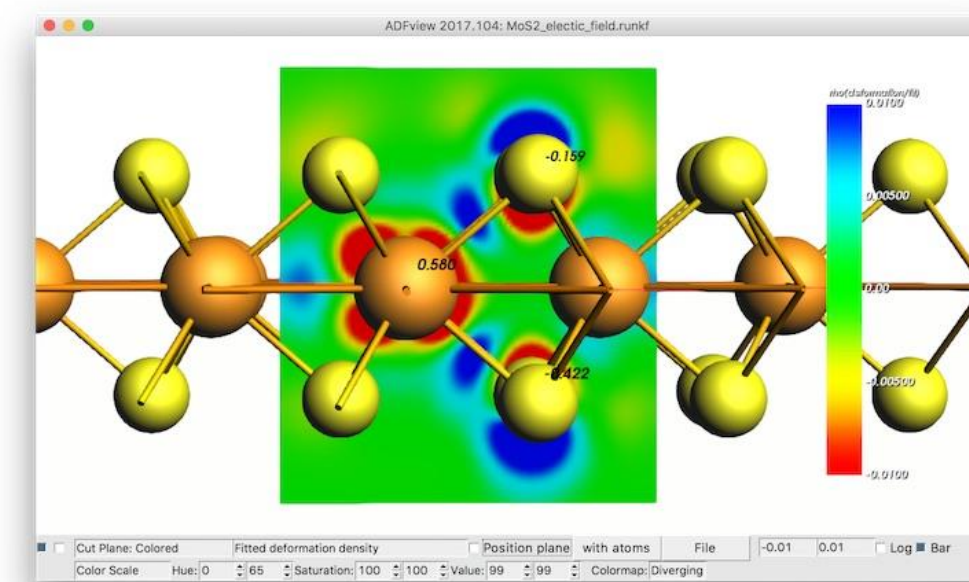 ADFview 2017.104: MoS2_electic_field.runkf
rho(deformation/fit)
0.0100
-0.159
0.00500
0.580
0.00
-0.422
-0.00500
-0.0100
Cut Plane: Colored Fitted deformation density Position plane with atoms File -0.01 0.01 Log Bar
Color Scale Hue: 0 65 Saturation: 100 100 Value: 99 99 Colormap: Diverging